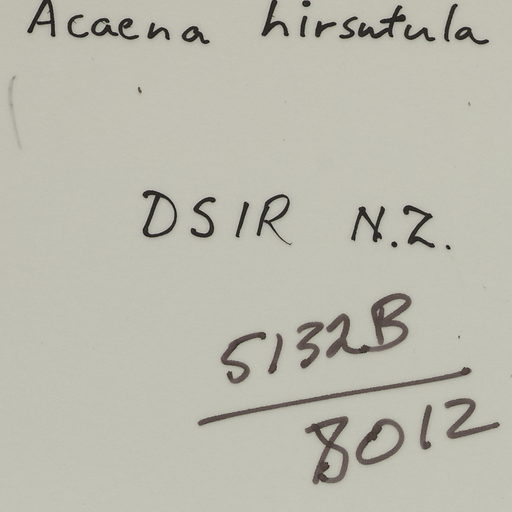 Acaena hirsutula
DSIR N.Z.
5132B
8012